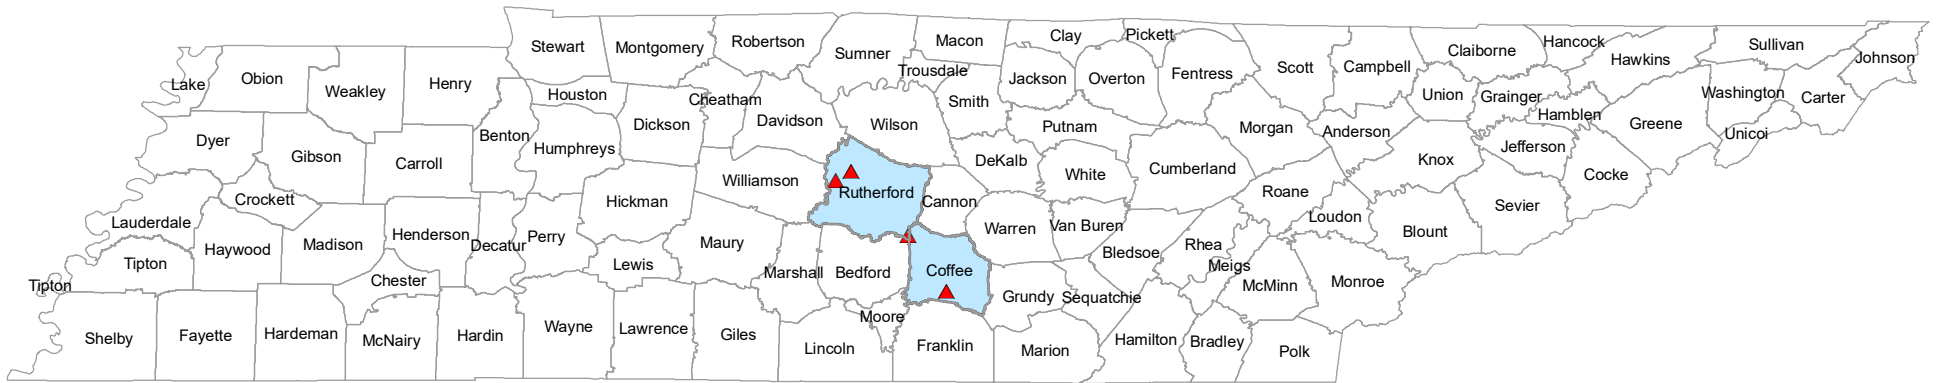 Stewart
Montgomery
Robertson
Sumner
Macon
Clay
Pickett
Claiborne
Hancock
Hawkins
Sullivan
Johnson
Lake
Obion
Weakley
Henry
Houston
Cheatham
Trousdale
Smith
Jackson
Overton
Fentress
Scott
Campbell
Union
Grainger
Hamblen
Washington
Carter
Unicoi
Greene
Dyer
Gibson
Carroll
Benton
Humphreys
Dickson
Davidson
Wilson
Putnam
DeKalb
White
Cumberland
Morgan
Anderson
Knox
Jefferson
Cocke
Crockett
Lauderdale
Haywood
Madison
Henderson
Decatur
Perry
Hickman
Williamson
Rutherford
Cannon
Warren
Van Buren
Bledsoe
Rhea
Roane
Loudon
Blount
Sevier
Tipton
Tipton
Chester
Lewis
Maury
Marshall
Bedford
Coffee
Grundy
Sequatchie
Meigs
McMinn
Monroe
Shelby
Fayette
Hardeman
McNairy
Hardin
Wayne
Lawrence
Giles
Lincoln
Moore
Franklin
Marion
Hamilton
Bradley
Polk